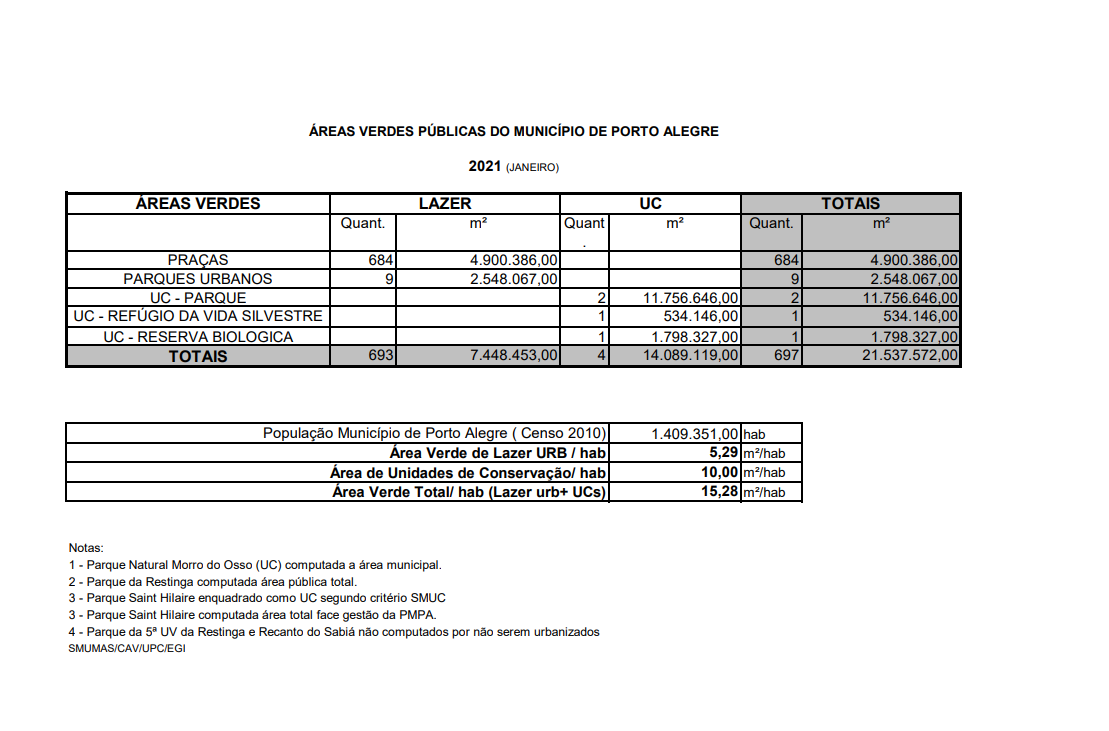 ÁREAS VERDES PÚBLICAS DO MUNICÍPIO DE PORTO ALEGRE
2021 (JANEIRO)
ÁREAS VERDES LAZER UC TOTAIS
Quant. m² Quant. m² Quant. m²
PRAÇAS 684 4.900.386,00 684 4.900.386,00
PARQUES URBANOS 9 2.548.067,00 9 2.548.067,00
UC - PARQUE 2 11.756.646,00 2 11.756.646,00
UC - REFÚGIO DA VIDA SILVESTRE 1 534.146,00 1 534.146,00
UC - RESERVA BIOLOGICA 1 1.798.327,00 1 1.798.327,00
TOTAIS 693 7.448.453,00 4 14.089.119,00 697 21.537.572,00
População Município de Porto Alegre ( Censo 2010) 1.409.351,00 hab
Área Verde de Lazer URB / hab 5,29 m²/hab
Área de Unidades de Conservação/ hab 10,00 m²/hab
Área Verde Total/ hab (Lazer urb+ UCs) 15,28 m²/hab
Notas:
1 - Parque Natural Morro do Osso (UC) computada a área municipal.
2 - Parque da Restinga computada área pública total.
3 - Parque Saint Hilaire enquadrado como UC segundo critério SMUC
3 - Parque Saint Hilaire computada área total face gestão da PMPA.
4 - Parque da 5ª UV da Restinga e Recanto do Sabiá não computados por não serem urbanizados
SMUMAS/CAV/UPC/EGI